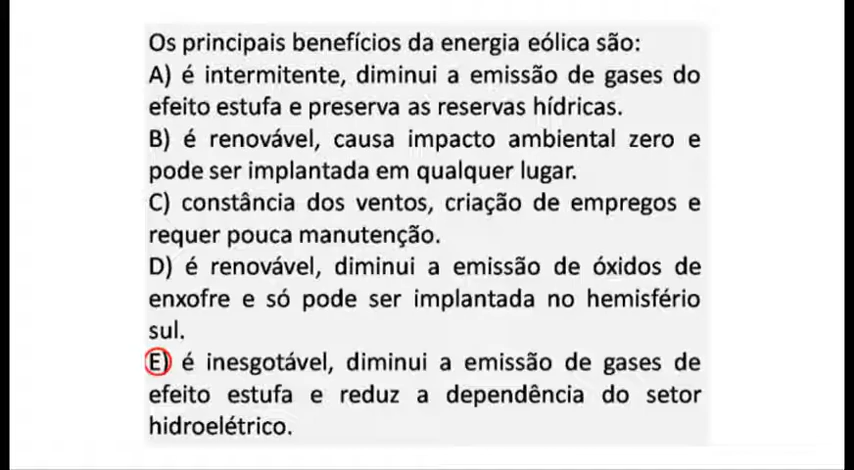 Os principais benefícios da energia eólica são:
A) é intermitente, diminui a emissão de gases do
efeito estufa e preserva as reservas hídricas.
B) é renovável, causa impacto ambiental zero e
pode ser implantada em qualquer lugar.
C) constância dos ventos, criação de empregos e
requer pouca manutenção.
D) é renovável, diminui a emissão de óxidos de
enxofre e só pode ser implantada no hemisfério
sul.
E) é inesgotável, diminui a emissão de gases de
efeito estufa e reduz a dependência do setor
hidroelétrico.